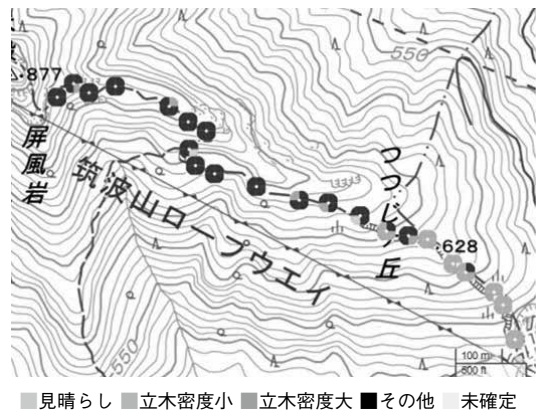 550
877
屏風岩
筑波山ロープウエイ
つつじヶ丘
628
550
100 m
500 ft
見晴らし 立木密度小 立木密度大 その他 未確定